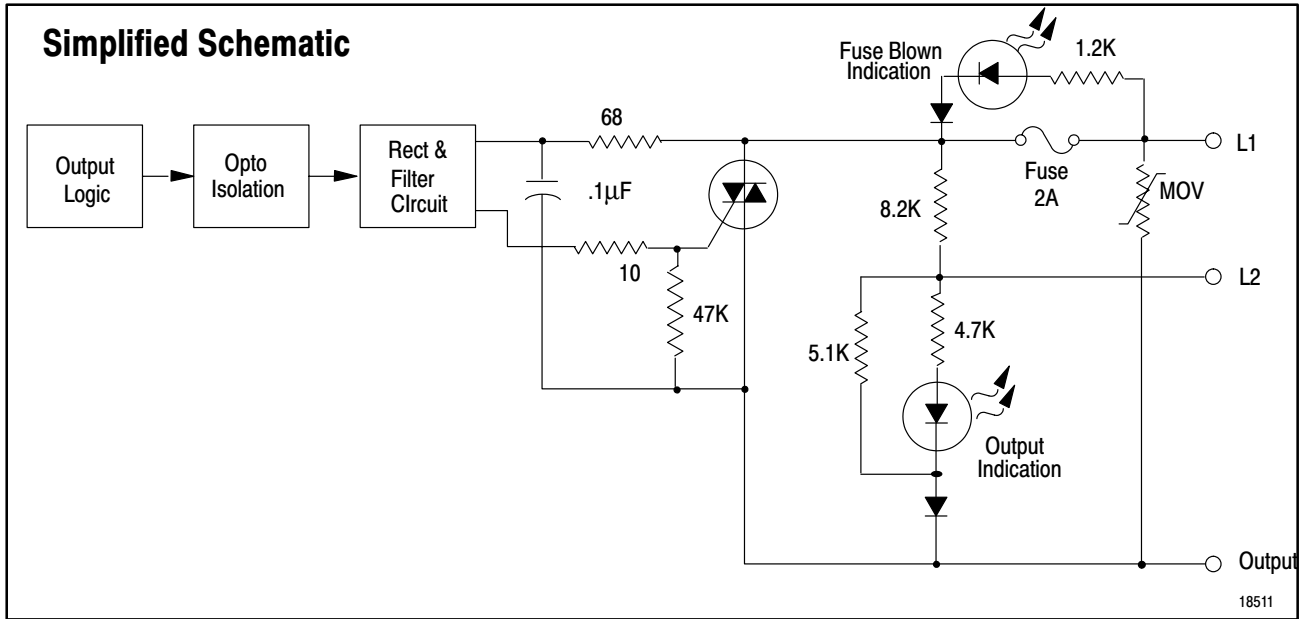 Simplified Schematic
Fuse Blown
Indication
1.2K
68
Output
Logic
Opto
Isolation
Rect &
Filter
CIrcuit
.1µF
L1
Fuse
2A
MOV
8.2K
10
47K
L2
5.1K
4.7K
Output
Indication
Output
18511